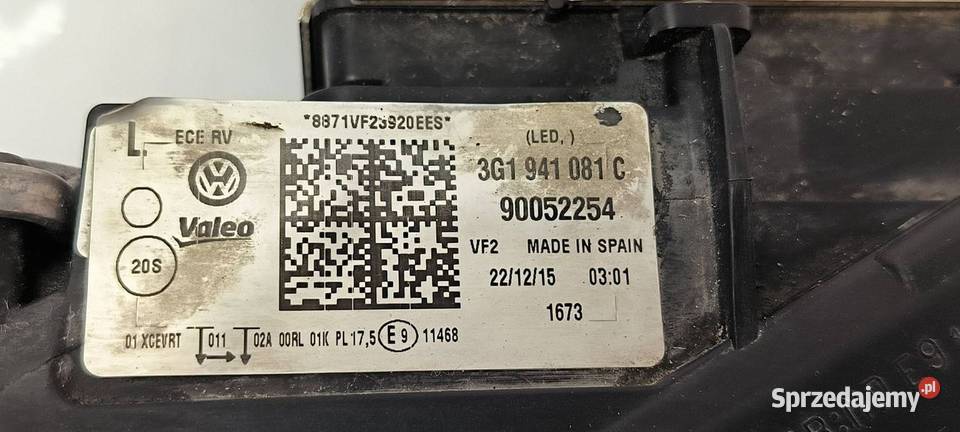 L ECE RV
*8871VF23920EES*
(LED, )
3G1 941 081 C
90052254
Valeo
20S
VF2 MADE IN SPAIN
22/12/15 03:01
1673
01 XCEVRT 011 02A 00RL 01K PL17,5 E9 11468
Sprzedajemy.pl